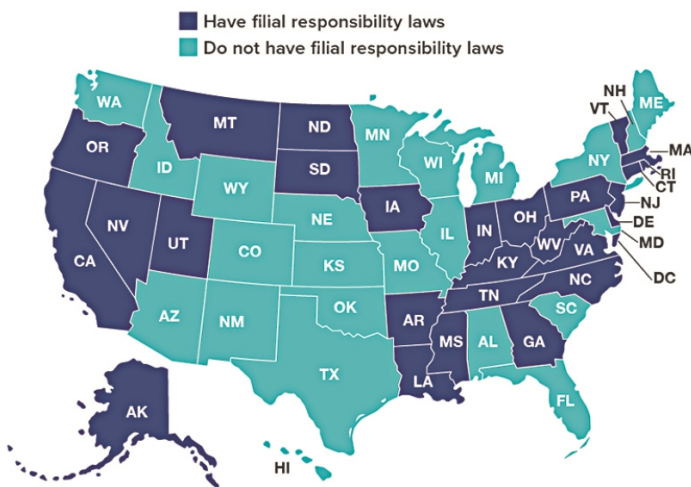 Have filial responsibility laws
Do not have filial responsibility laws
WA
MT
ND
MN
VT
NH
ME
OR
ID
SD
WI
MI
NY
MA
RI
CT
WY
IA
PA
NJ
NV
NE
IL
IN
OH
DE
UT
CO
WV
VA
MD
CA
KS
MO
KY
DC
NC
TN
AZ
NM
OK
AR
SC
MS
AL
GA
TX
LA
AK
FL
HI